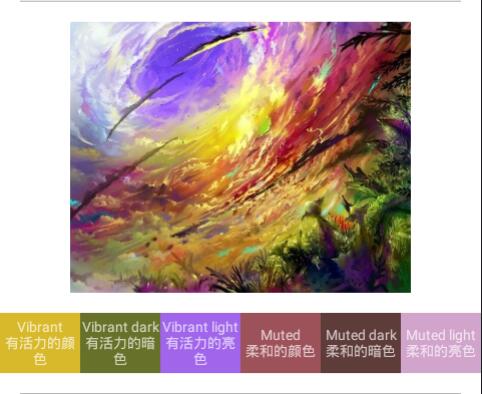 Vibrant
有活力的颜
色
Vibrant dark
有活力的暗
色
Vibrant light
有活力的亮
色
Muted
柔和的颜色
Muted dark
柔和的暗色
Muted light
柔和的亮色